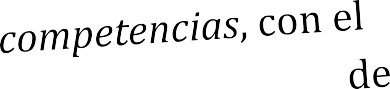 competencias, con el
de